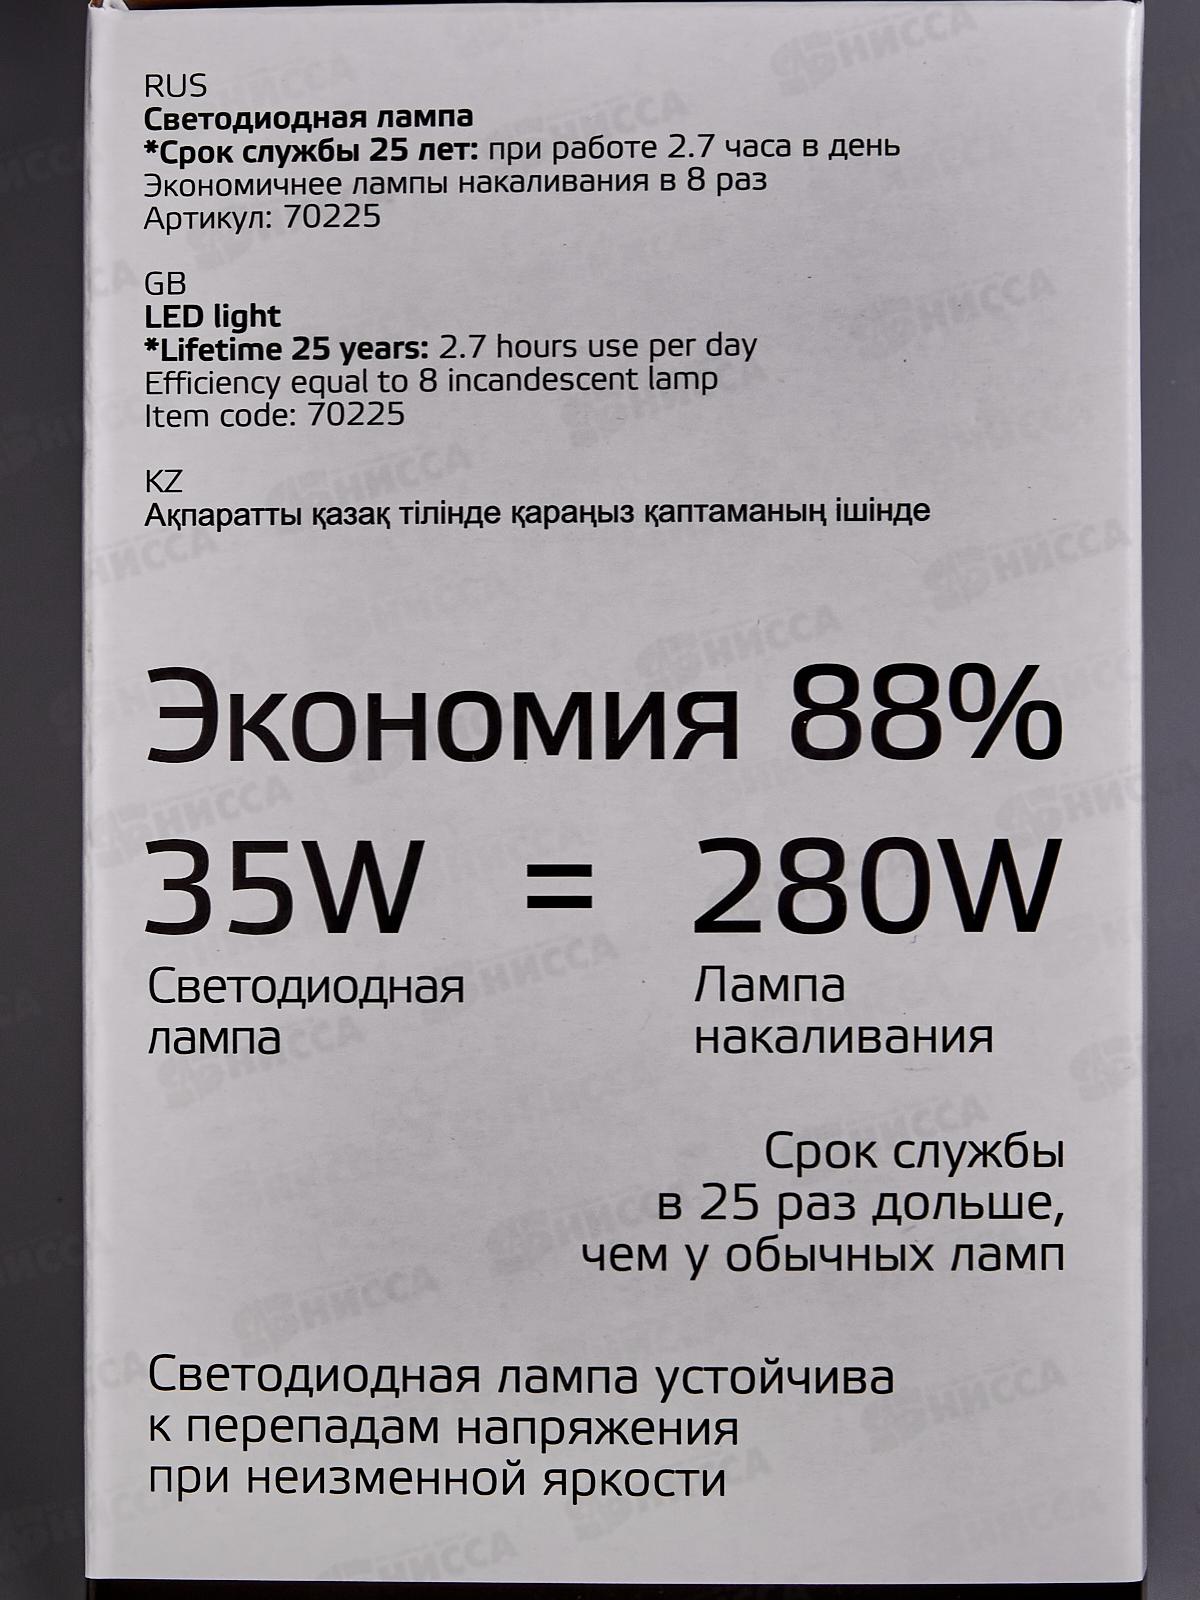 RUS
Светодиодная лампа
*Срок службы 25 лет: при работе 2.7 часа в день
Экономичнее лампы накаливания в 8 раз
Артикул: 70225
GB
LED light
*Lifetime 25 years: 2.7 hours use per day
Efficiency equal to 8 incandescent lamp
Item code: 70225
KZ
Ақпаратты қазақ тілінде қараңыз қаптаманың ішінде
Экономия 88%
35W = 280W
Светодиодная Лампа
лампа накаливания
Срок службы
в 25 раз дольше,
чем у обычных ламп
Светодиодная лампа устойчива
к перепадам напряжения
при неизменной яркости